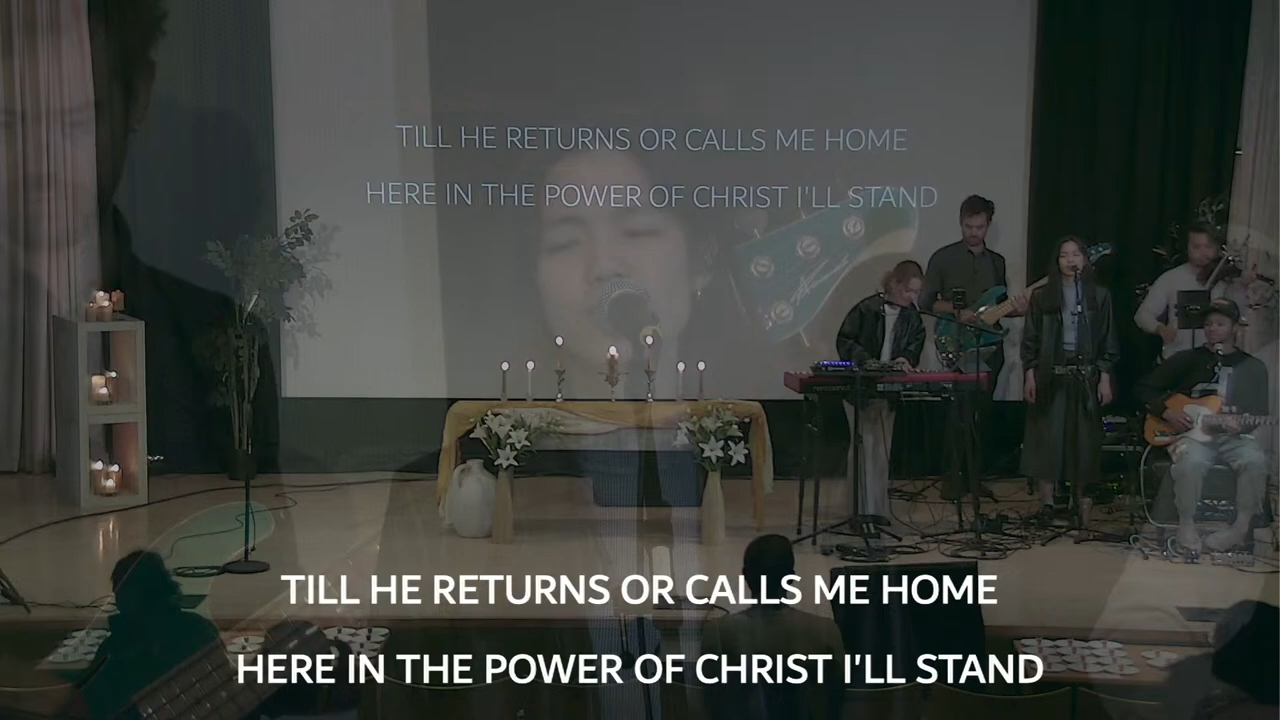 TILL HE RETURNS OR CALLS ME HOME
HERE IN THE POWER OF CHRIST I'LL STAND
TILL HE RETURNS OR CALLS ME HOME
HERE IN THE POWER OF CHRIST I'LL STAND